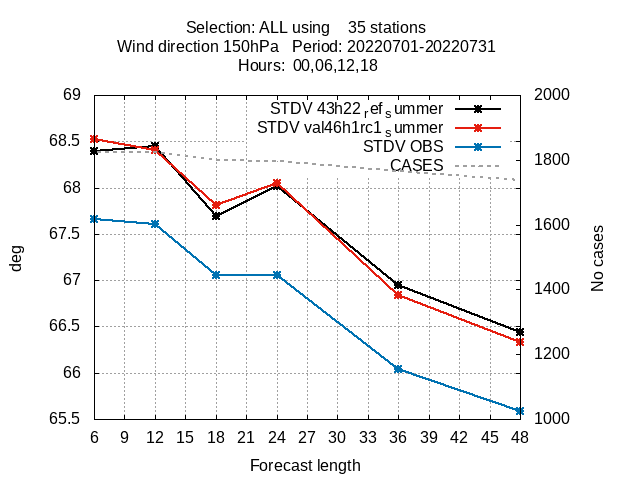 Selection: ALL using    35 stations
Wind direction 150hPa   Period: 20220701-20220731
Hours:  00,06,12,18
STDV 43h22ᵣefₛummer
STDV val46h1rc1ₛummer
STDV OBS
CASES
69
68.5
68
67.5
67
66.5
66
65.5
2000
1800
1600
1400
1200
1000
deg
No cases
6 9 12 15 18 21 24 27 30 33 36 39 42 45 48
Forecast length